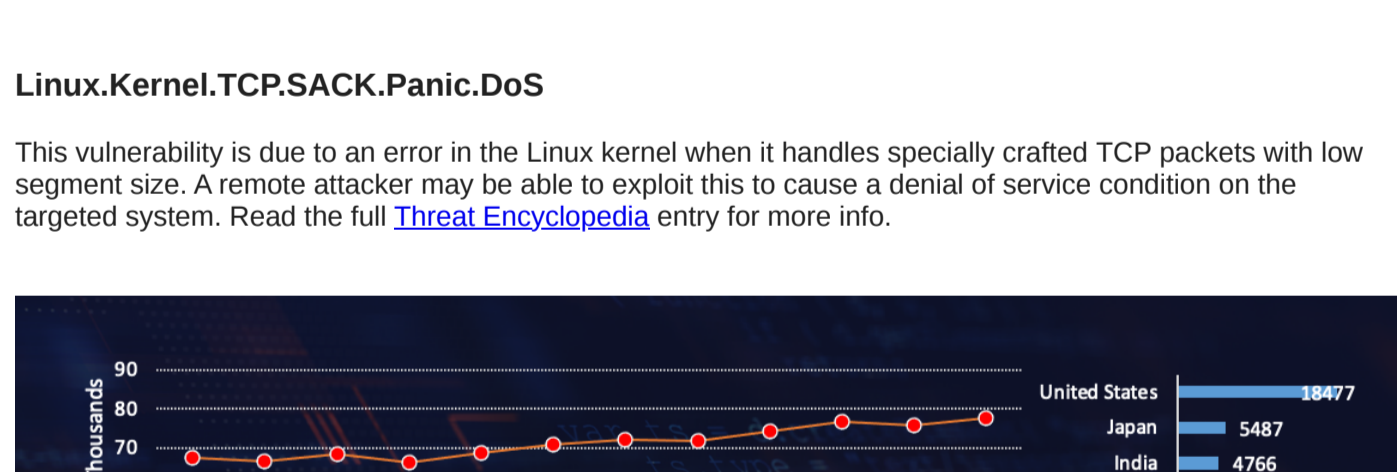 Linux.Kernel.TCP.SACK.Panic.DoS
This vulnerability is due to an error in the Linux kernel when it handles specially crafted TCP packets with low
segment size. A remote attacker may be able to exploit this to cause a denial of service condition on the
targeted system. Read the full Threat Encyclopedia entry for more info.
90
80
70
United States 18477
Japan 5487
India 4766